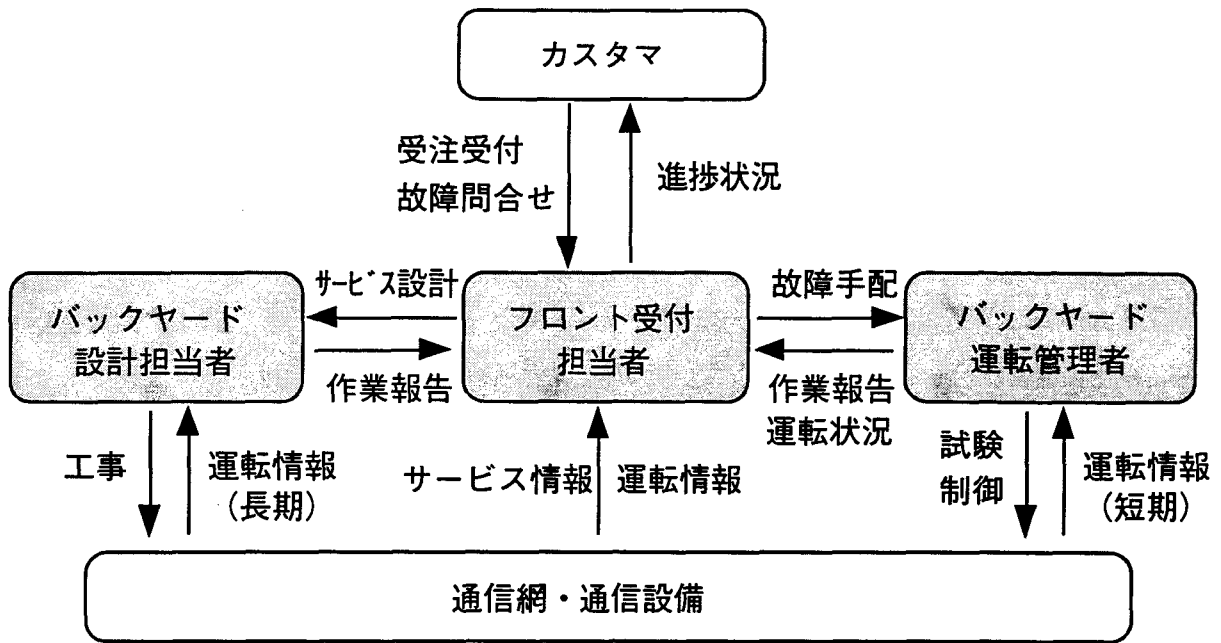 カスタマ
受注受付
故障問合せ
進捗状況
サービス設計
故障手配
バックヤード
設計担当者
フロント受付
担当者
バックヤード
運転管理者
作業報告
作業報告
運転状況
工事
運転情報
(長期)
サービス情報
運転情報
試験
制御
運転情報
(短期)
通信網・通信設備